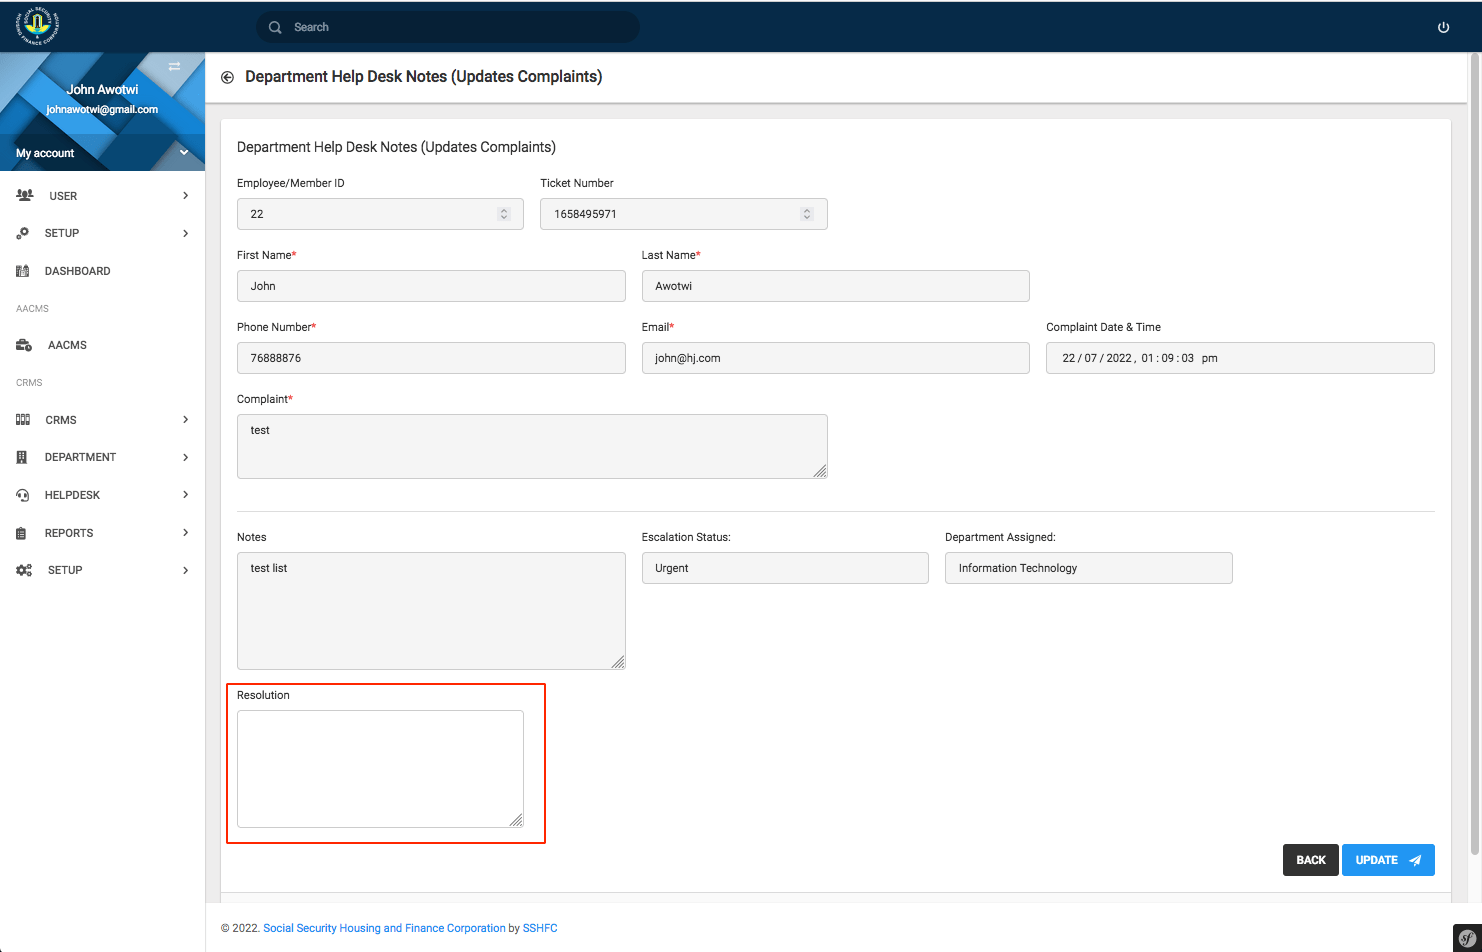 SOCIAL SECURITY
HOUSING FINANCE CORPORATION
Search
John Awotwi
johnawotwi@gmail.com
My account
USER
SETUP
DASHBOARD
AACMS
AACMS
CRMS
CRMS
DEPARTMENT
HELPDESK
REPORTS
SETUP
Department Help Desk Notes (Updates Complaints)
Department Help Desk Notes (Updates Complaints)
Employee/Member ID Ticket Number
22 1658495971
First Name* Last Name*
John Awotwi
Phone Number* Email* Complaint Date & Time
76888876 john@hj.com 22/07/2022, 01:09:03 pm
Complaint*
test
Notes Escalation Status: Department Assigned:
test list Urgent Information Technology
Resolution
BACK UPDATE
© 2022. Social Security Housing and Finance Corporation by SSHFC
sf